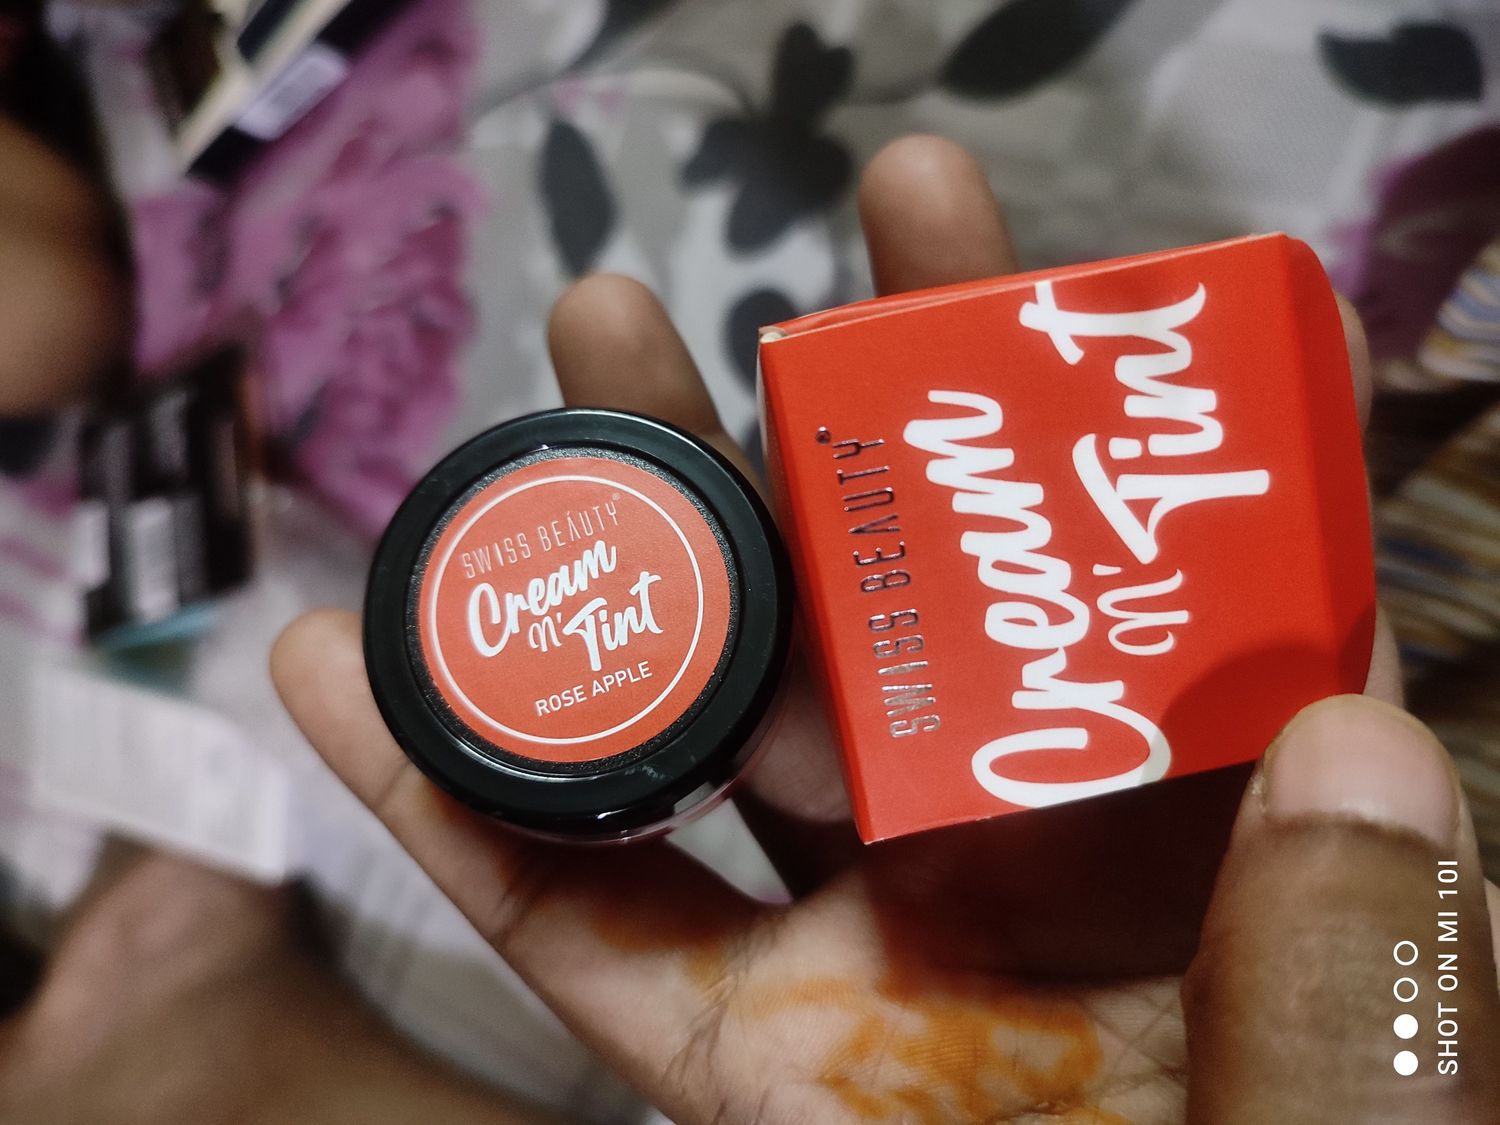 SWISS BEAUTY®
Cream
N' Tint
ROSE APPLE
SWISS BEAUTY®
Cream
N' Tint
SHOT ON MI 10I